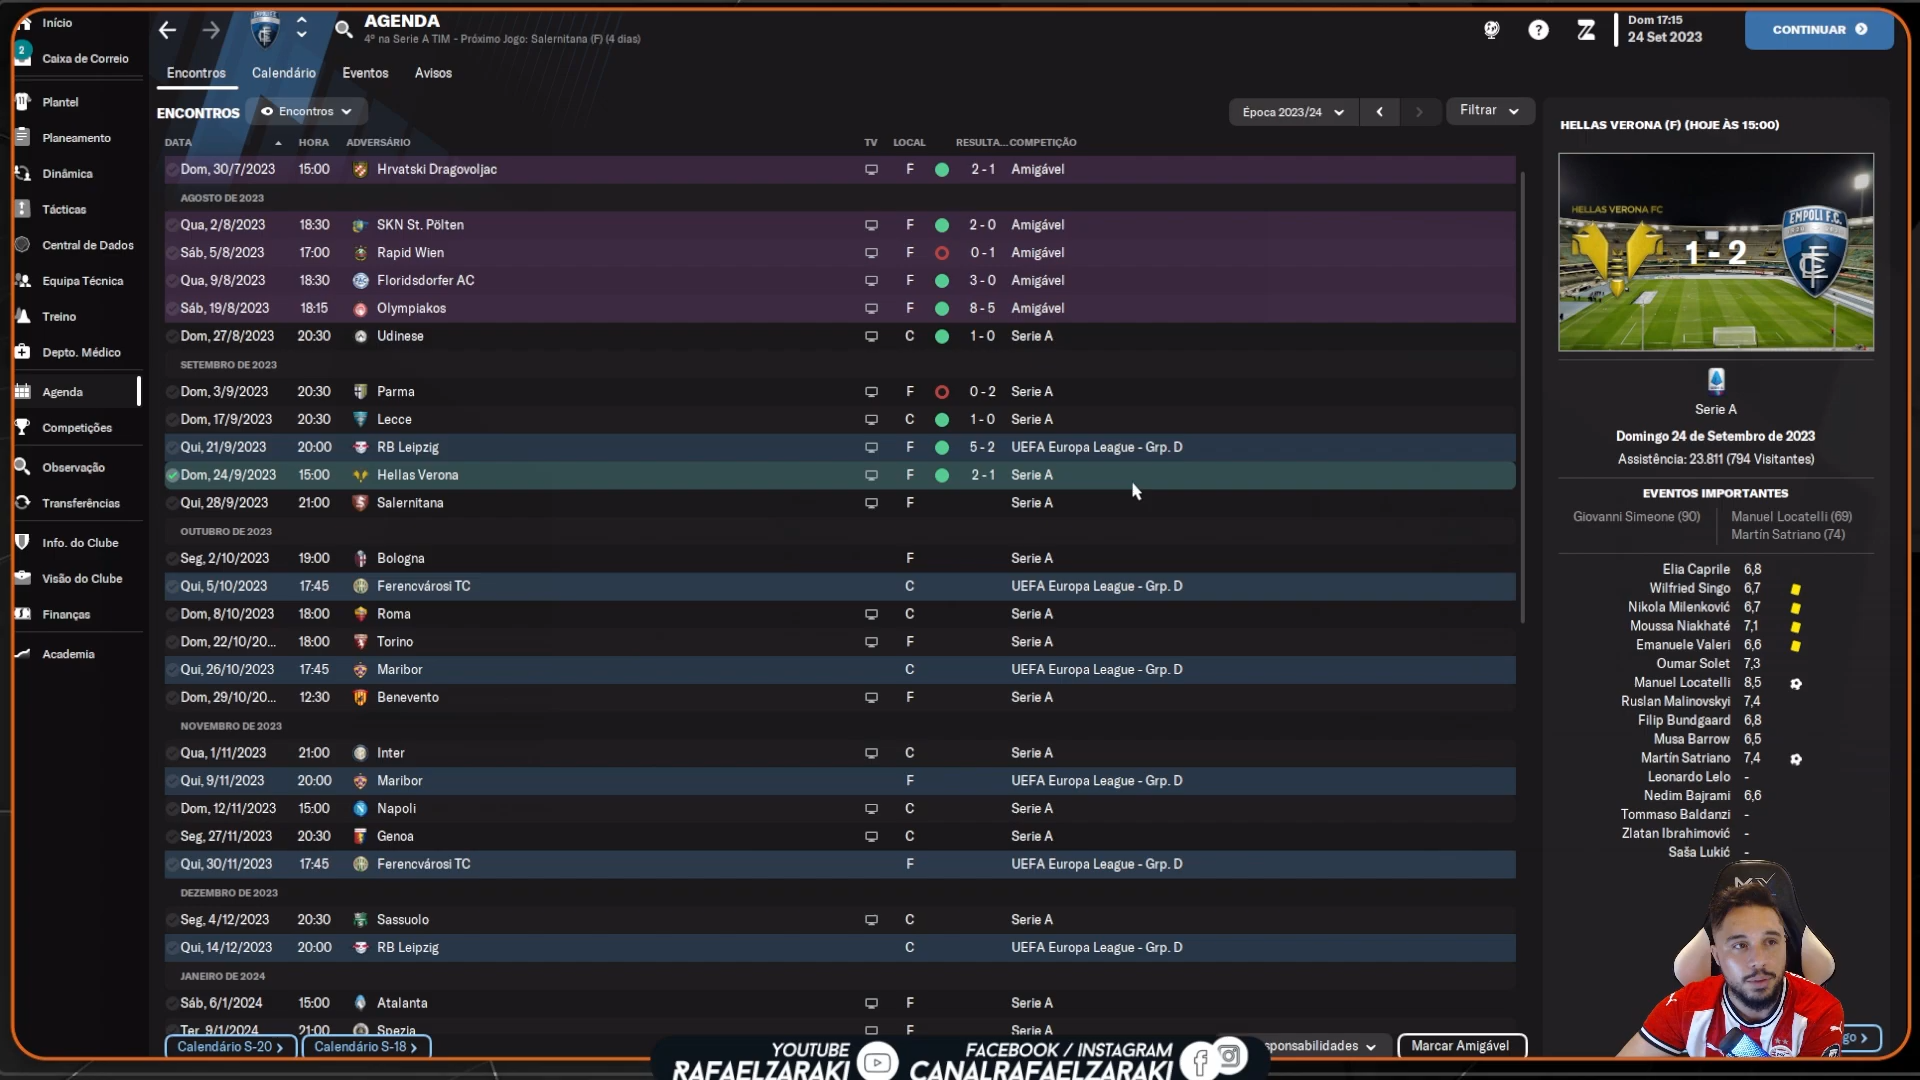 Início
2
Caixa de Correio
Plantel
Planeamento
Dinâmica
Tácticas
Central de Dados
Equipa Técnica
Treino
Depto. Médico
Agenda
Competições
Observação
Transferências
Info. do Clube
Visão do Clube
Finanças
Academia
AGENDA
4º na Serie A TIM - Próximo Jogo: Salernitana (F) (4 dias)
Dom 17:15
24 Set 2023
CONTINUAR
Encontros Calendário Eventos Avisos
ENCONTROS Encontros Época 2023/24 Filtrar
DATA HORA ADVERSÁRIO TV LOCAL RESULTA... COMPETIÇÃO
Dom, 30/7/2023 15:00 Hrvatski Dragovoljac F 2 - 1 Amigável
AGOSTO DE 2023
Qua, 2/8/2023 18:30 SKN St. Pölten F 2 - 0 Amigável
Sáb, 5/8/2023 17:00 Rapid Wien F 0 - 1 Amigável
Qua, 9/8/2023 18:30 Floridsdorfer AC F 3 - 0 Amigável
Sáb, 19/8/2023 18:15 Olympiakos F 8 - 5 Amigável
Dom, 27/8/2023 20:30 Udinese C 1 - 0 Serie A
SETEMBRO DE 2023
Dom, 3/9/2023 20:30 Parma F 0 - 2 Serie A
Dom, 17/9/2023 20:30 Lecce C 1 - 0 Serie A
Qui, 21/9/2023 20:00 RB Leipzig F 5 - 2 UEFA Europa League - Grp. D
Dom, 24/9/2023 15:00 Hellas Verona F 2 - 1 Serie A
Qui, 28/9/2023 21:00 Salernitana F Serie A
OUTUBRO DE 2023
Seg, 2/10/2023 19:00 Bologna F Serie A
Qui, 5/10/2023 17:45 Ferencvárosi TC C UEFA Europa League - Grp. D
Dom, 8/10/2023 18:00 Roma C Serie A
Dom, 22/10/20... 18:00 Torino F Serie A
Qui, 26/10/2023 17:45 Maribor C UEFA Europa League - Grp. D
Dom, 29/10/20... 12:30 Benevento F Serie A
NOVEMBRO DE 2023
Qua, 1/11/2023 21:00 Inter C Serie A
Qui, 9/11/2023 20:00 Maribor F UEFA Europa League - Grp. D
Dom, 12/11/2023 15:00 Napoli C Serie A
Seg, 27/11/2023 20:30 Genoa C Serie A
Qui, 30/11/2023 17:45 Ferencvárosi TC F UEFA Europa League - Grp. D
DEZEMBRO DE 2023
Seg, 4/12/2023 20:30 Sassuolo C Serie A
Qui, 14/12/2023 20:00 RB Leipzig C UEFA Europa League - Grp. D
JANEIRO DE 2024
Sáb, 6/1/2024 15:00 Atalanta F Serie A
Ter, 9/1/2024 21:00 Spezia F Serie A
Calendário S-20 Calendário S-18
Marcar Amigável
YOUTUBE
RAFAELZARAKI
FACEBOOK / INSTAGRAM
CANALRAFAELZARAKI
HELLAS VERONA (F) (HOJE ÀS 15:00)
HELLAS VERONA FC
EMPOLI F.C.
1 - 2
Serie A
Domingo 24 de Setembro de 2023
Assistência: 23.811 (794 Visitantes)
EVENTOS IMPORTANTES
Giovanni Simeone (90) Manuel Locatelli (69)
Martín Satriano (74)
Elia Caprile 6,8
Wilfried Singo 6,7
Nikola Milenković 6,7
Moussa Niakhaté 7,1
Emanuele Valeri 6,6
Oumar Solet 7,3
Manuel Locatelli 8,5
Ruslan Malinovskyi 7,4
Filip Bundgaard 6,8
Musa Barrow 6,5
Martín Satriano 7,4
Leonardo Lelo -
Nedim Bajrami 6,6
Tommaso Baldanzi -
Zlatan Ibrahimović -
Saša Lukić -